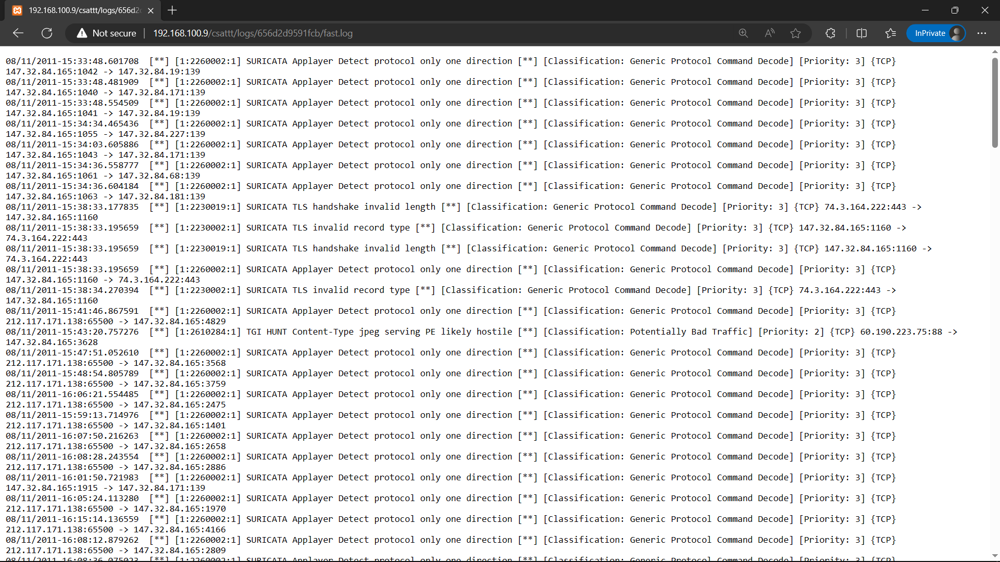 192.168.100.9/csattt/logs/656d2
Not secure
192.168.100.9/csattt/logs/656d2d9591fcb/fast.log
InPrivate
08/11/2011-15:33:48.601708  [**] [1:2260002:1] SURICATA Applayer Detect protocol only one direction [**] [Classification: Generic Protocol Command Decode] [Priority: 3] {TCP}
147.32.84.165:1042 -> 147.32.84.19:139
08/11/2011-15:33:48.481909  [**] [1:2260002:1] SURICATA Applayer Detect protocol only one direction [**] [Classification: Generic Protocol Command Decode] [Priority: 3] {TCP}
147.32.84.165:1040 -> 147.32.84.171:139
08/11/2011-15:33:48.554509  [**] [1:2260002:1] SURICATA Applayer Detect protocol only one direction [**] [Classification: Generic Protocol Command Decode] [Priority: 3] {TCP}
147.32.84.165:1041 -> 147.32.84.19:139
08/11/2011-15:34:34.465436  [**] [1:2260002:1] SURICATA Applayer Detect protocol only one direction [**] [Classification: Generic Protocol Command Decode] [Priority: 3] {TCP}
147.32.84.165:1055 -> 147.32.84.227:139
08/11/2011-15:34:03.605886  [**] [1:2260002:1] SURICATA Applayer Detect protocol only one direction [**] [Classification: Generic Protocol Command Decode] [Priority: 3] {TCP}
147.32.84.165:1043 -> 147.32.84.171:139
08/11/2011-15:34:36.558777  [**] [1:2260002:1] SURICATA Applayer Detect protocol only one direction [**] [Classification: Generic Protocol Command Decode] [Priority: 3] {TCP}
147.32.84.165:1061 -> 147.32.84.68:139
08/11/2011-15:34:36.604184  [**] [1:2260002:1] SURICATA Applayer Detect protocol only one direction [**] [Classification: Generic Protocol Command Decode] [Priority: 3] {TCP}
147.32.84.165:1063 -> 147.32.84.181:139
08/11/2011-15:38:33.177835  [**] [1:2230019:1] SURICATA TLS handshake invalid length [**] [Classification: Generic Protocol Command Decode] [Priority: 3] {TCP} 74.3.164.222:443 ->
147.32.84.165:1160
08/11/2011-15:38:33.195659  [**] [1:2230002:1] SURICATA TLS invalid record type [**] [Classification: Generic Protocol Command Decode] [Priority: 3] {TCP} 147.32.84.165:1160 ->
74.3.164.222:443
08/11/2011-15:38:33.195659  [**] [1:2230019:1] SURICATA TLS handshake invalid length [**] [Classification: Generic Protocol Command Decode] [Priority: 3] {TCP} 147.32.84.165:1160 ->
74.3.164.222:443
08/11/2011-15:38:33.195659  [**] [1:2260002:1] SURICATA Applayer Detect protocol only one direction [**] [Classification: Generic Protocol Command Decode] [Priority: 3] {TCP}
147.32.84.165:1160 -> 74.3.164.222:443
08/11/2011-15:38:34.270394  [**] [1:2230002:1] SURICATA TLS invalid record type [**] [Classification: Generic Protocol Command Decode] [Priority: 3] {TCP} 74.3.164.222:443 ->
147.32.84.165:1160
08/11/2011-15:41:46.867591  [**] [1:2260002:1] SURICATA Applayer Detect protocol only one direction [**] [Classification: Generic Protocol Command Decode] [Priority: 3] {TCP}
212.117.171.138:65500 -> 147.32.84.165:4829
08/11/2011-15:43:20.757276  [**] [1:2610284:1] TGI HUNT Content-Type jpeg serving PE likely hostile [**] [Classification: Potentially Bad Traffic] [Priority: 2] {TCP} 60.190.223.75:88 ->
147.32.84.165:3628
08/11/2011-15:47:51.052610  [**] [1:2260002:1] SURICATA Applayer Detect protocol only one direction [**] [Classification: Generic Protocol Command Decode] [Priority: 3] {TCP}
212.117.171.138:65500 -> 147.32.84.165:3568
08/11/2011-15:48:54.805789  [**] [1:2260002:1] SURICATA Applayer Detect protocol only one direction [**] [Classification: Generic Protocol Command Decode] [Priority: 3] {TCP}
212.117.171.138:65500 -> 147.32.84.165:3759
08/11/2011-16:06:21.554485  [**] [1:2260002:1] SURICATA Applayer Detect protocol only one direction [**] [Classification: Generic Protocol Command Decode] [Priority: 3] {TCP}
212.117.171.138:65500 -> 147.32.84.165:2475
08/11/2011-15:59:13.714976  [**] [1:2260002:1] SURICATA Applayer Detect protocol only one direction [**] [Classification: Generic Protocol Command Decode] [Priority: 3] {TCP}
212.117.171.138:65500 -> 147.32.84.165:1401
08/11/2011-16:07:50.216263  [**] [1:2260002:1] SURICATA Applayer Detect protocol only one direction [**] [Classification: Generic Protocol Command Decode] [Priority: 3] {TCP}
212.117.171.138:65500 -> 147.32.84.165:2658
08/11/2011-16:08:28.243554  [**] [1:2260002:1] SURICATA Applayer Detect protocol only one direction [**] [Classification: Generic Protocol Command Decode] [Priority: 3] {TCP}
212.117.171.138:65500 -> 147.32.84.165:2886
08/11/2011-16:01:50.721983  [**] [1:2260002:1] SURICATA Applayer Detect protocol only one direction [**] [Classification: Generic Protocol Command Decode] [Priority: 3] {TCP}
147.32.84.165:1915 -> 147.32.84.171:139
08/11/2011-16:05:24.113280  [**] [1:2260002:1] SURICATA Applayer Detect protocol only one direction [**] [Classification: Generic Protocol Command Decode] [Priority: 3] {TCP}
212.117.171.138:65500 -> 147.32.84.165:1970
08/11/2011-16:15:14.136559  [**] [1:2260002:1] SURICATA Applayer Detect protocol only one direction [**] [Classification: Generic Protocol Command Decode] [Priority: 3] {TCP}
212.117.171.138:65500 -> 147.32.84.165:4166
08/11/2011-16:08:12.879262  [**] [1:2260002:1] SURICATA Applayer Detect protocol only one direction [**] [Classification: Generic Protocol Command Decode] [Priority: 3] {TCP}
212.117.171.138:65500 -> 147.32.84.165:2809